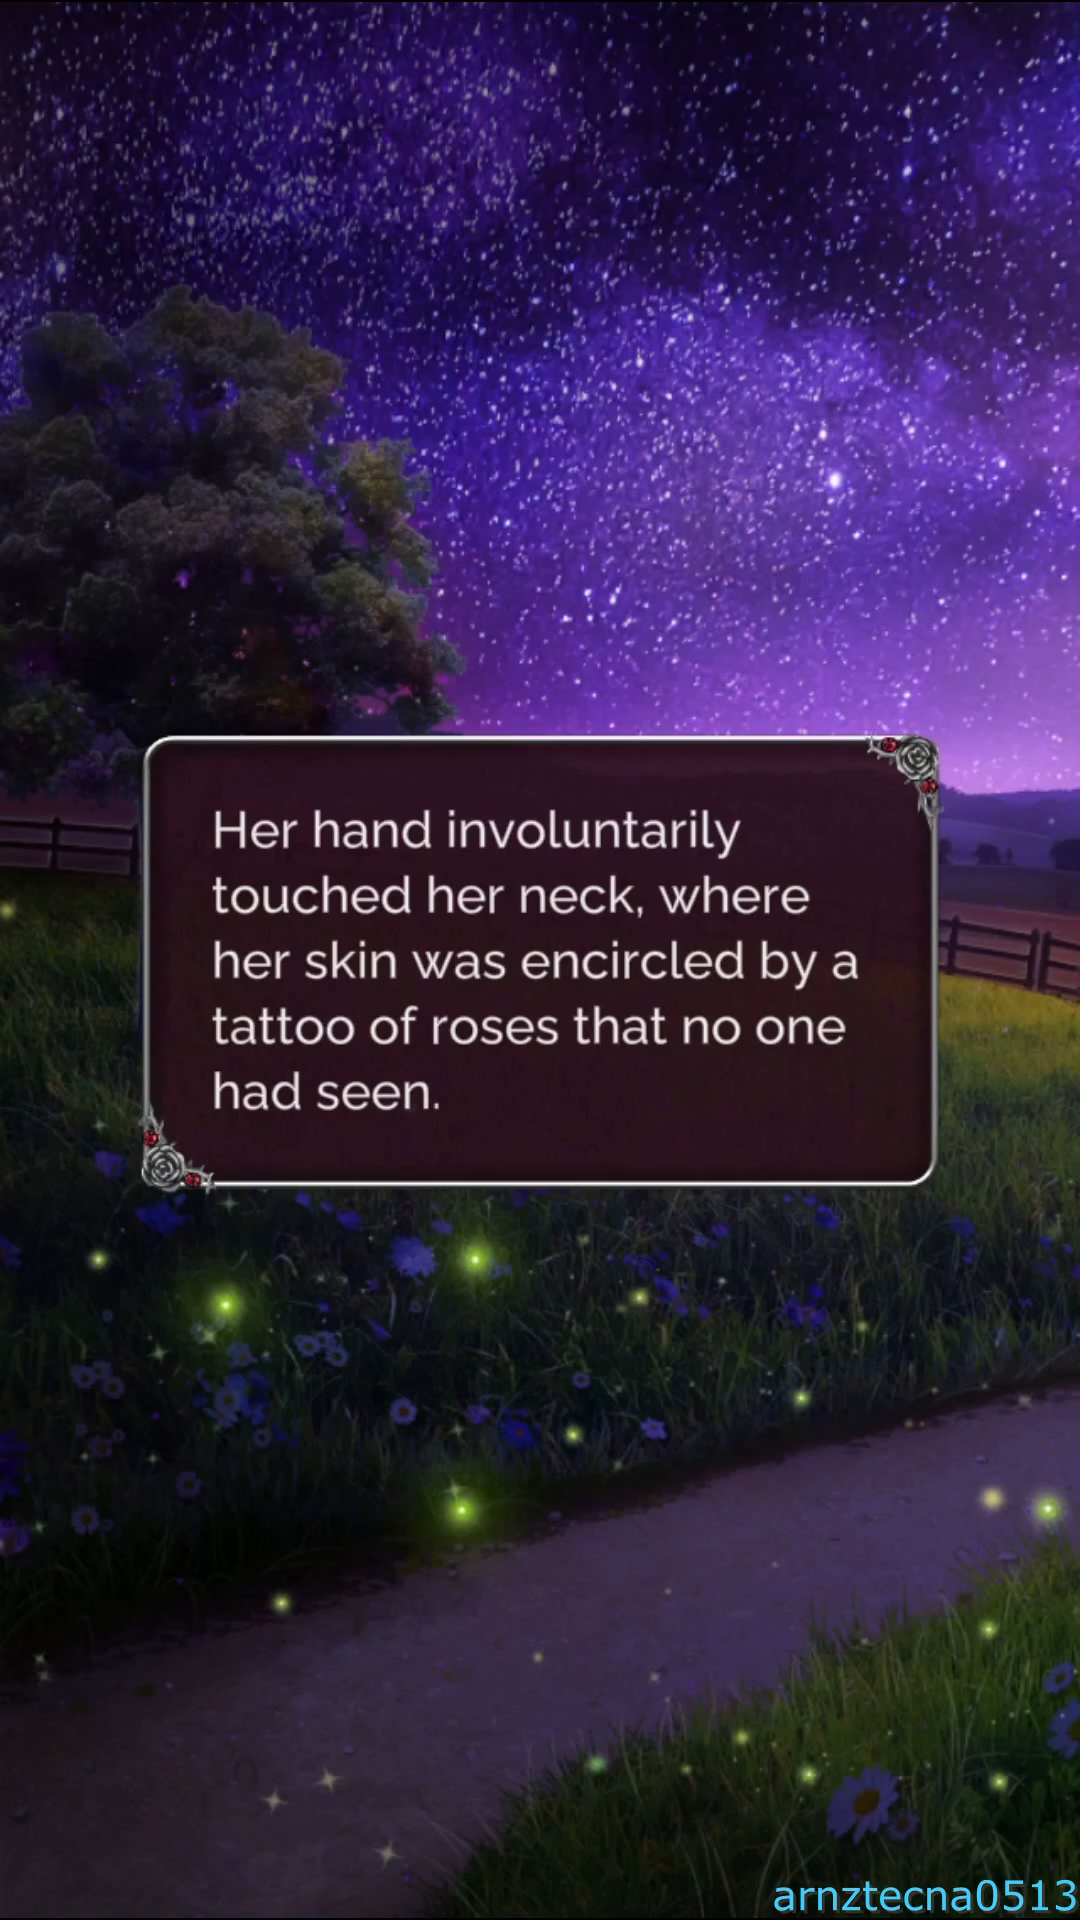 Her hand involuntarily
touched her neck, where
her skin was encircled by a
tattoo of roses that no one
had seen.
arnztecna0513